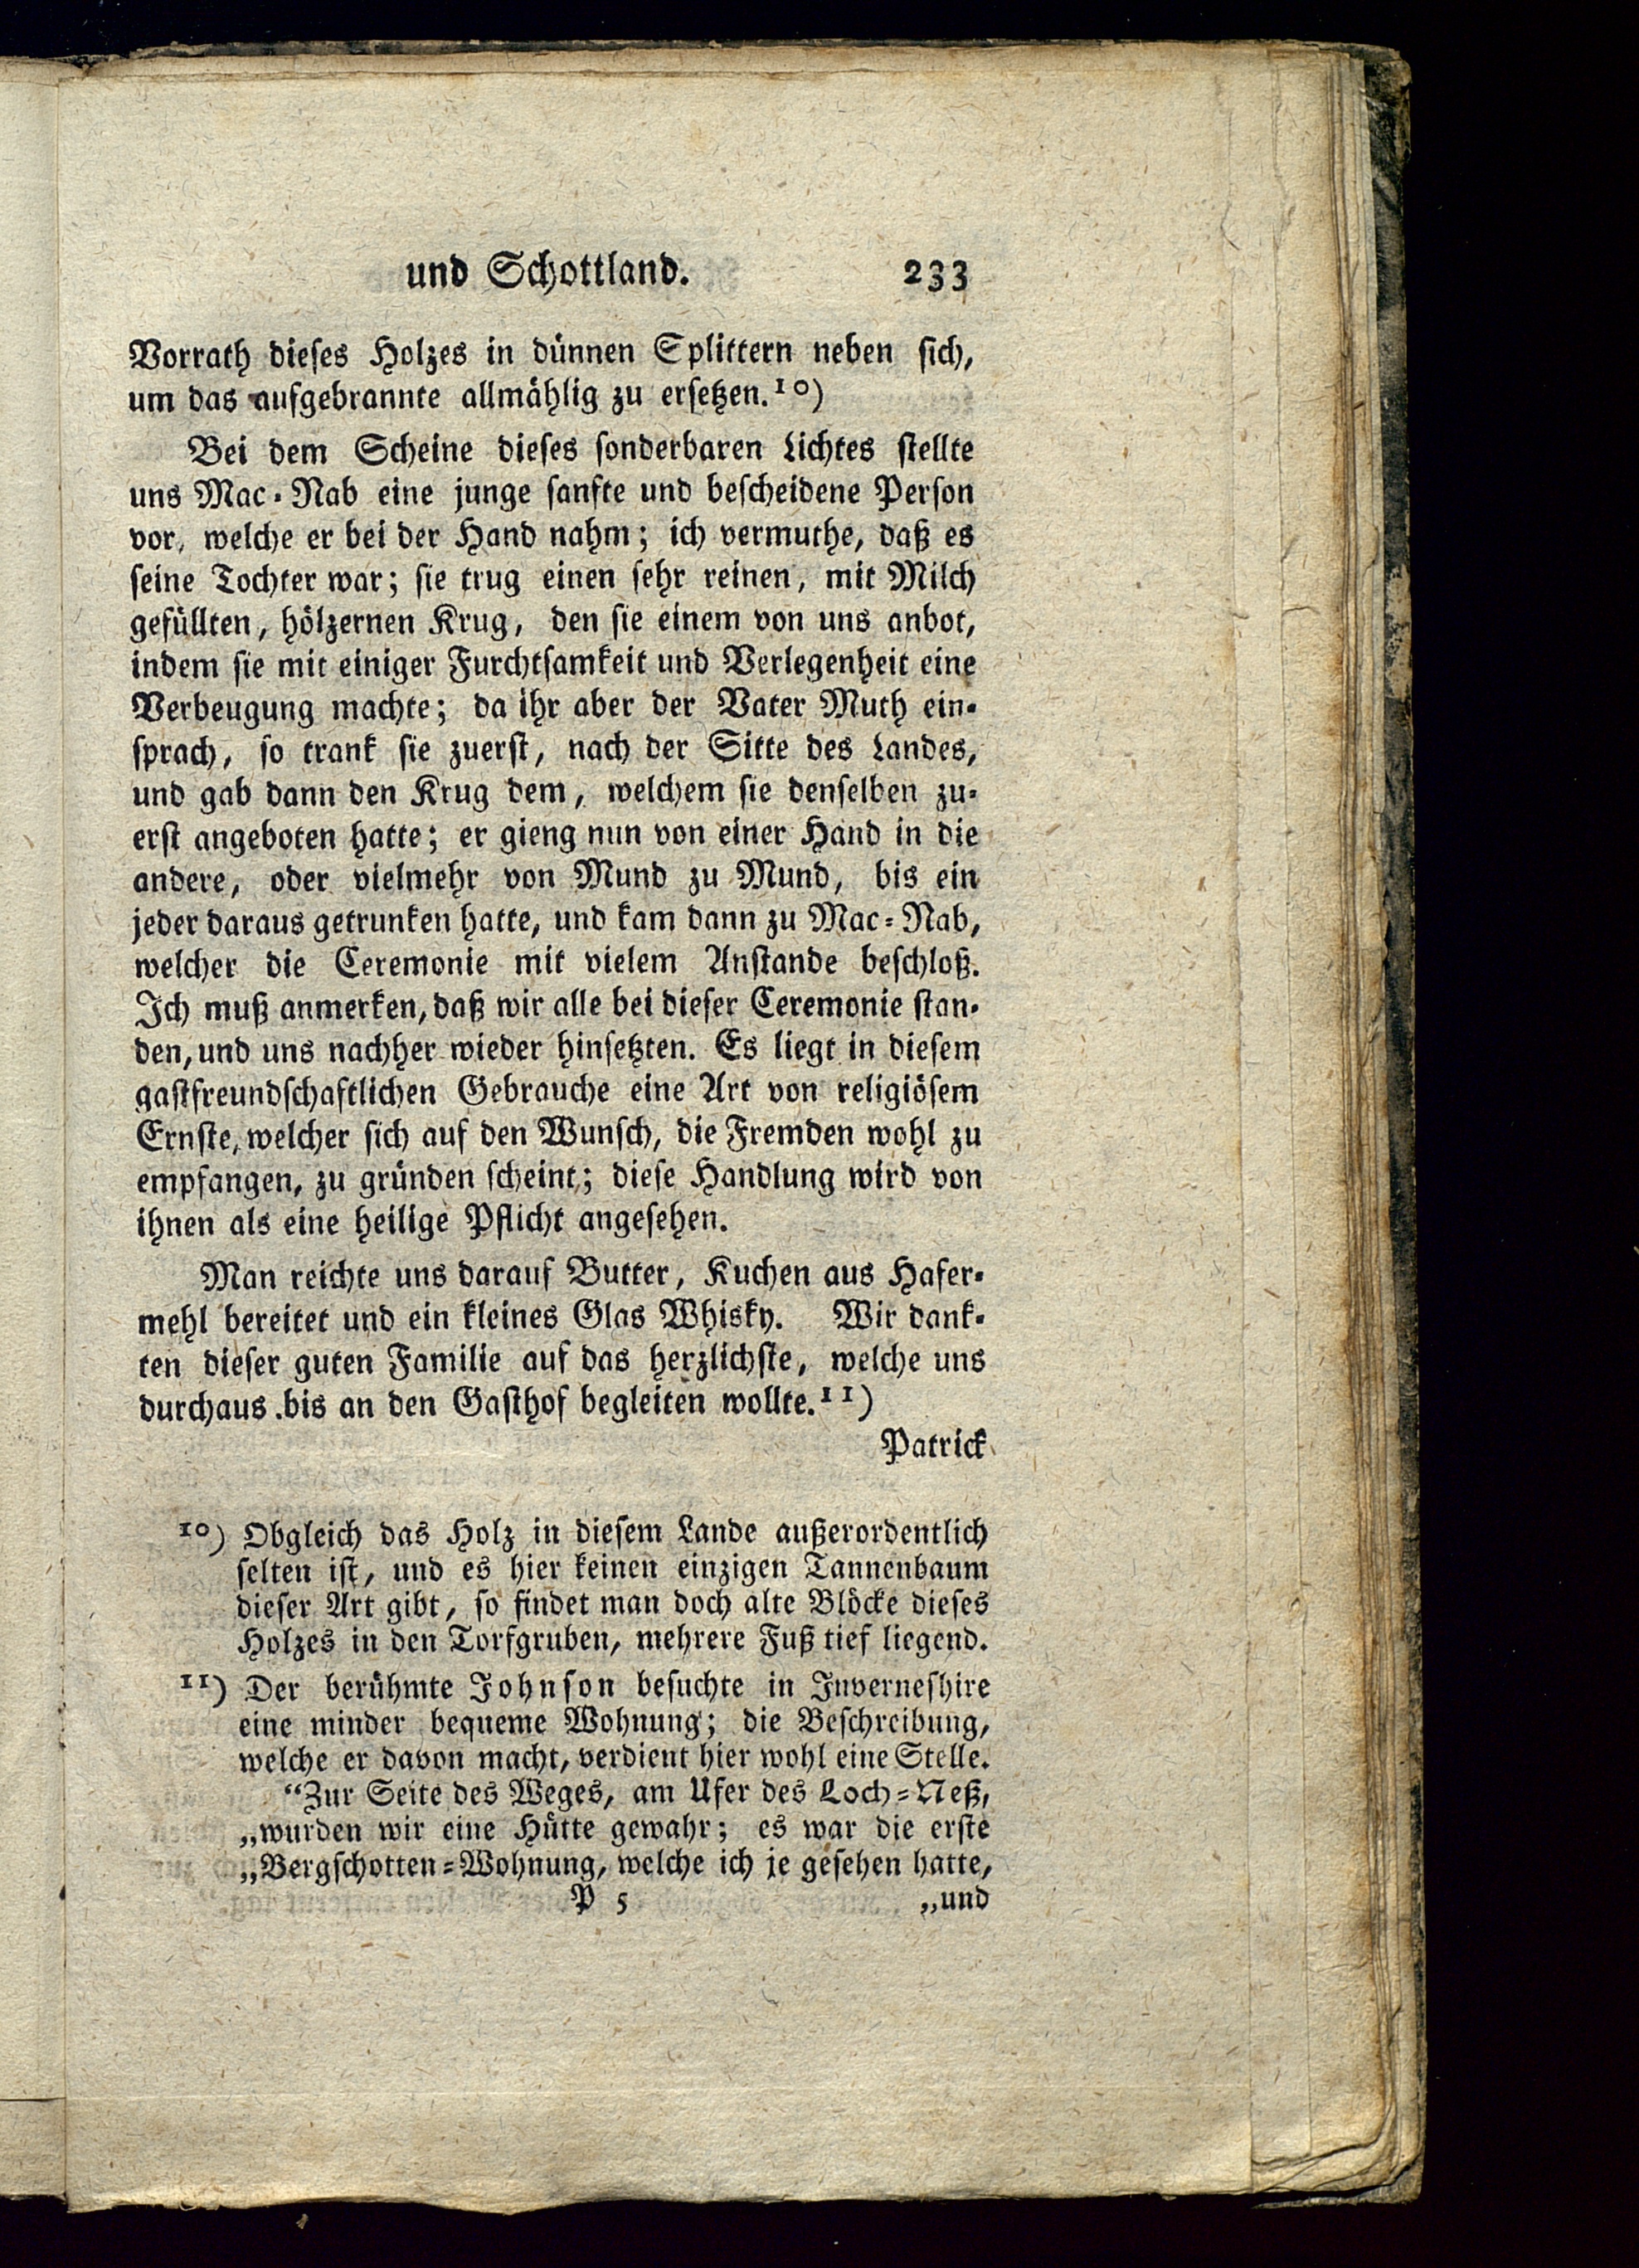 und Schottland. 233
Vorrath dieſes Holzes in dünnen Splittern neben ſich,
um das aufgebrannte allmählig zu erſetzen.10)
Bei dem Scheine dieſes ſonderbaren Lichtes ſtellte
uns Mac-Nab eine junge ſanfte und beſcheidene Perſon
vor, welche er bei der Hand nahm; ich vermuthe, daß es
ſeine Tochter war; ſie trug einen ſehr reinen, mit Milch
gefüllten, hölzernen Krug, den ſie einem von uns anbot,
indem ſie mit einiger Furchtſamkeit und Verlegenheit eine
Verbeugung machte; da ihr aber der Vater Muth ein-
ſprach, ſo trank ſie zuerſt, nach der Sitte des Landes,
und gab dann den Krug dem, welchem ſie denſelben zu-
erſt angeboten hatte; er gieng nun von einer Hand in die
andere, oder vielmehr von Mund zu Mund, bis ein
jeder daraus getrunken hatte, und kam dann zu Mac-Nab,
welcher die Ceremonie mit vielem Anſtande beſchloß.
Ich muß anmerken, daß wir alle bei dieſer Ceremonie ſtan-
den, und uns nachher wieder hinſetzten. Es liegt in dieſem
gaſtfreundſchaftlichen Gebrauche eine Art von religiöſem
Ernſte, welcher ſich auf den Wunſch, die Fremden wohl zu
empfangen, zu gründen ſcheint; dieſe Handlung wird von
ihnen als eine heilige Pflicht angeſehen.
Man reichte uns darauf Butter, Kuchen aus Hafer-
mehl bereitet und ein kleines Glas Whisky. Wir dank-
ten dieſer guten Familie auf das herzlichſte, welche uns
durchaus bis an den Gaſthof begleiten wollte.11)
Patrick
10) Obgleich das Holz in dieſem Lande außerordentlich
ſelten iſt, und es hier keinen einzigen Tannenbaum
dieſer Art gibt, ſo findet man doch alte Blöcke dieſes
Holzes in den Torfgruben, mehrere Fuß tief liegend.
11) Der berühmte Johnſon beſuchte in Inverneſhire
eine minder bequeme Wohnung; die Beſchreibung,
welche er davon macht, verdient hier wohl eine Stelle.
“Zur Seite des Weges, am Ufer des Loch-Neß,
„wurden wir eine Hütte gewahr; es war die erſte
„Bergſchotten-Wohnung, welche ich je geſehen hatte,
P 5 „und